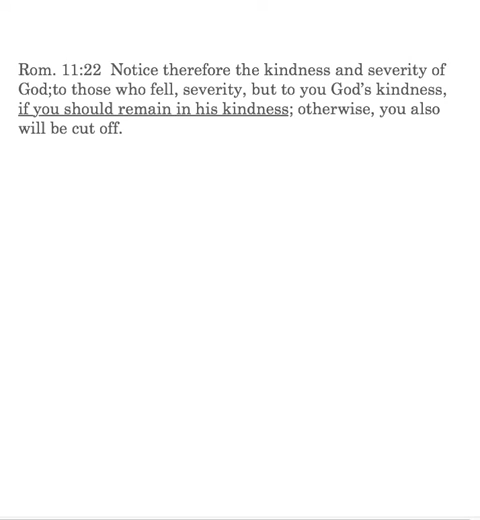 Rom. 11:22  Notice therefore the kindness and severity of
God;to those who fell, severity, but to you God’s kindness,
if you should remain in his kindness; otherwise, you also
will be cut off.